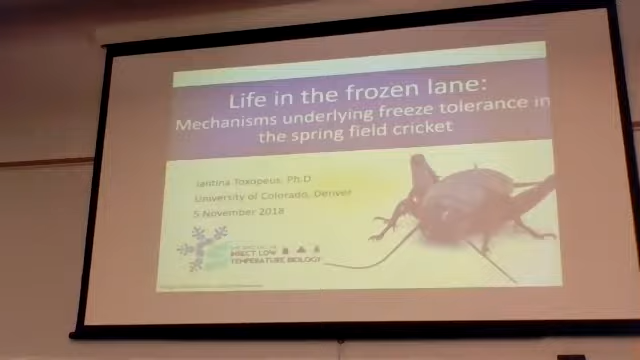 Life in the frozen lane:
Mechanisms underlying freeze tolerance in
the spring field cricket
Jantina Toxopeus, Ph.D
University of Colorado, Denver
5 November 2018
INSECT LOW
TEMPERATURE BIOLOGY